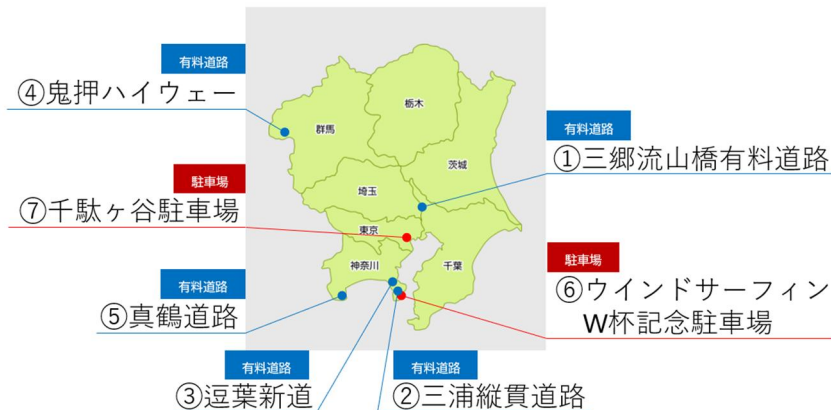 有料道路
④鬼押ハイウェー
駐車場
⑦千駄ヶ谷駐車場
有料道路
⑤真鶴道路
有料道路
③逗葉新道
有料道路
②三浦縦貫道路
有料道路
①三郷流山橋有料道路
駐車場
⑥ウインドサーフィン
W杯記念駐車場
栃木
群馬
茨城
埼玉
東京
神奈川
千葉